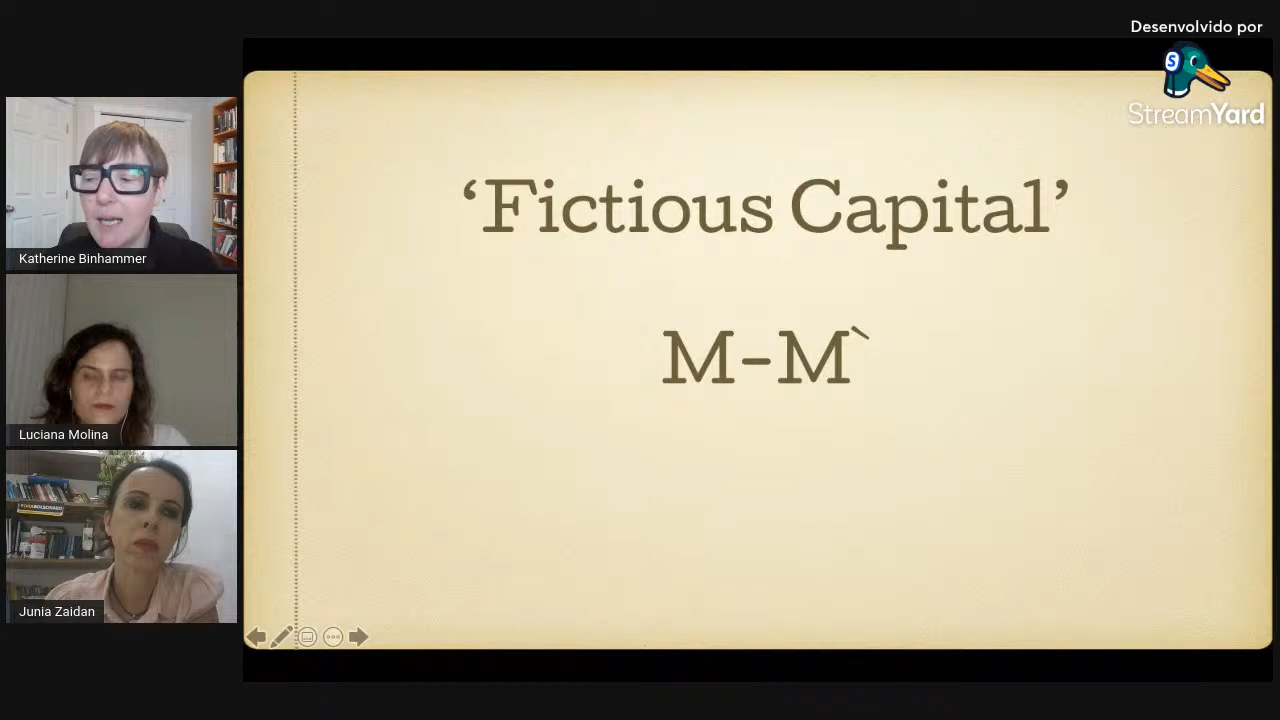 Desenvolvido por
StreamYard
‘Fictious Capital’
M-M`
Katherine Binhammer
Luciana Molina
Junia Zaidan